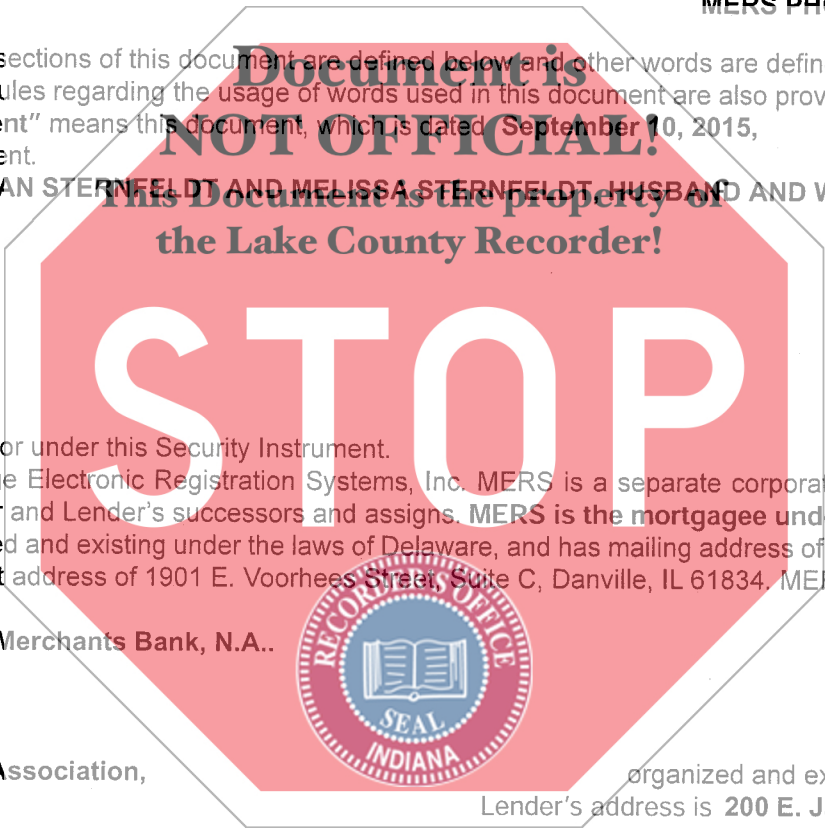 MERS PH
sections of this document are defined below and other words are defin
Document is
ules regarding the usage of words used in this document are also prov
ent" means this document, which is dated September 10, 2015,
NOT OFFICIAL!
ent.
AN STERNFELDT AND MELISSA STERNFELDT, HUSBAND AND W
This Document is the property of
the Lake County Recorder!
STOP
or under this Security Instrument.
e Electronic Registration Systems, Inc. MERS is a separate corporat
and Lender's successors and assigns. MERS is the mortgagee und
d and existing under the laws of Delaware, and has mailing address of
t address of 1901 E. Voorhees Street, Suite C, Danville, IL 61834. MER
RECORDER'S OFFICE
Merchants Bank, N.A..
SEAL
INDIANA
Association,
organized and ex
Lender's address is 200 E. J